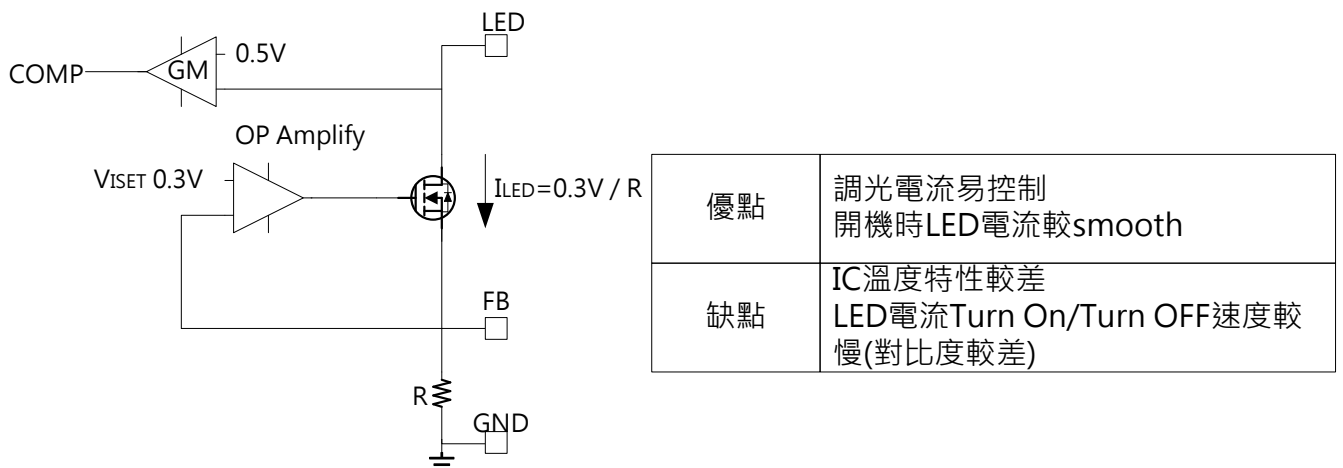 LED
0.5V
GM
COMP
OP Amplify
VISET 0.3V
ILED=0.3V / R
FB
R
GND
優點
調光電流易控制
開機時LED電流較smooth
缺點
IC溫度特性較差
LED電流Turn On/Turn OFF速度較
慢(對比度較差)